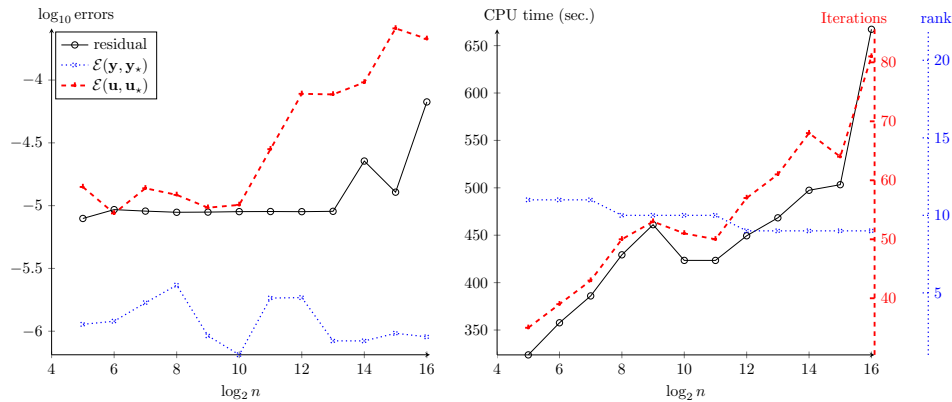 log₁₀ errors
residual
𝓔(𝐲, 𝐲⋆)
𝓔(𝐮, 𝐮⋆)
−4
−4.5
−5
−5.5
−6
4 6 8 10 12 14 16
log₂ n
CPU time (sec.)
Iterations
rank
650
600
550
500
450
400
350
80
70
60
50
40
20
15
10
5
4 6 8 10 12 14 16
log₂ n